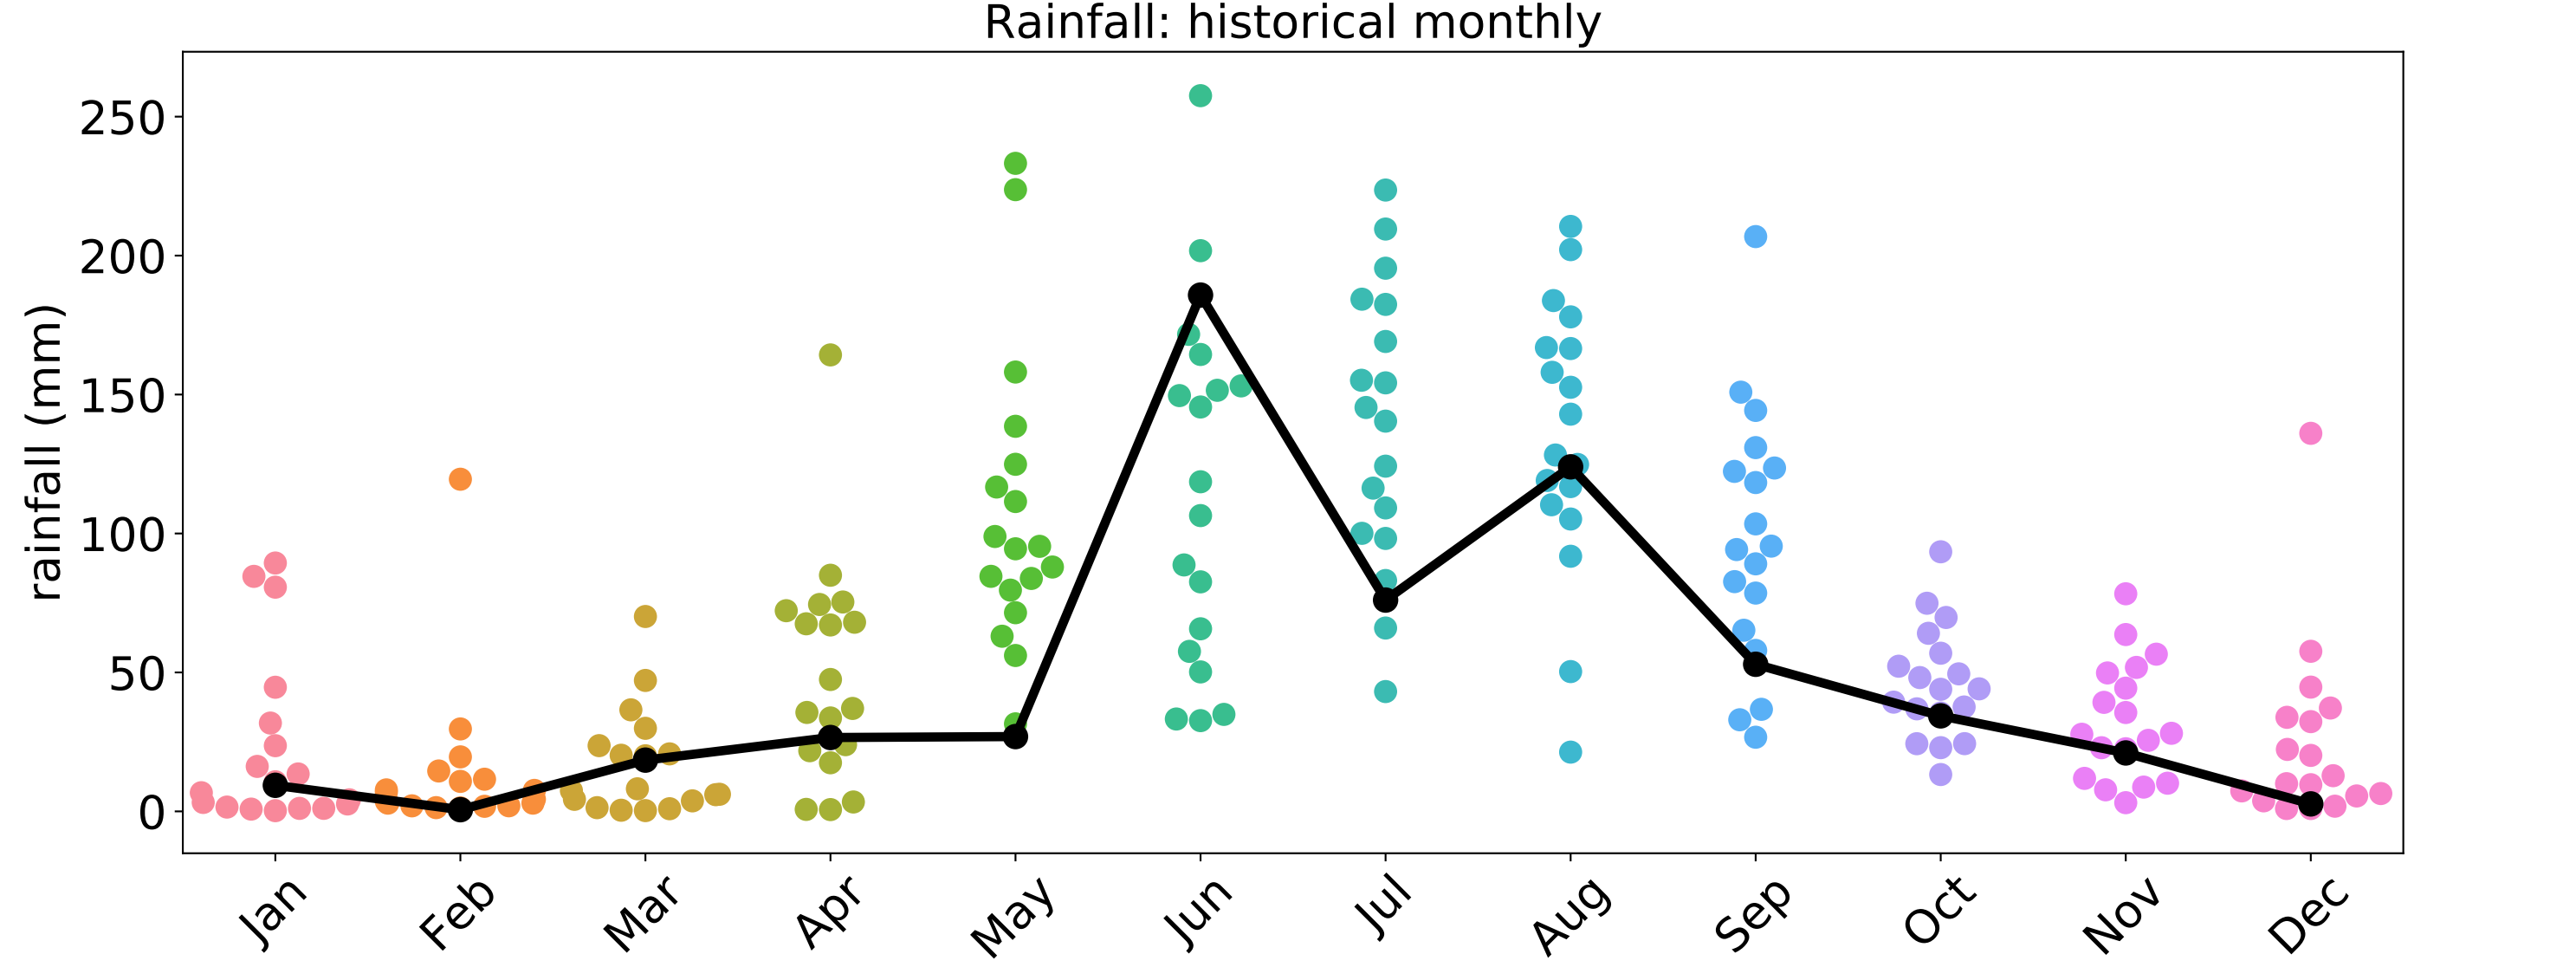 Rainfall: historical monthly
rainfall (mm)
250
200
150
100
50
0
Jan
Feb
Mar
Apr
May
Jun
Jul
Aug
Sep
Oct
Nov
Dec